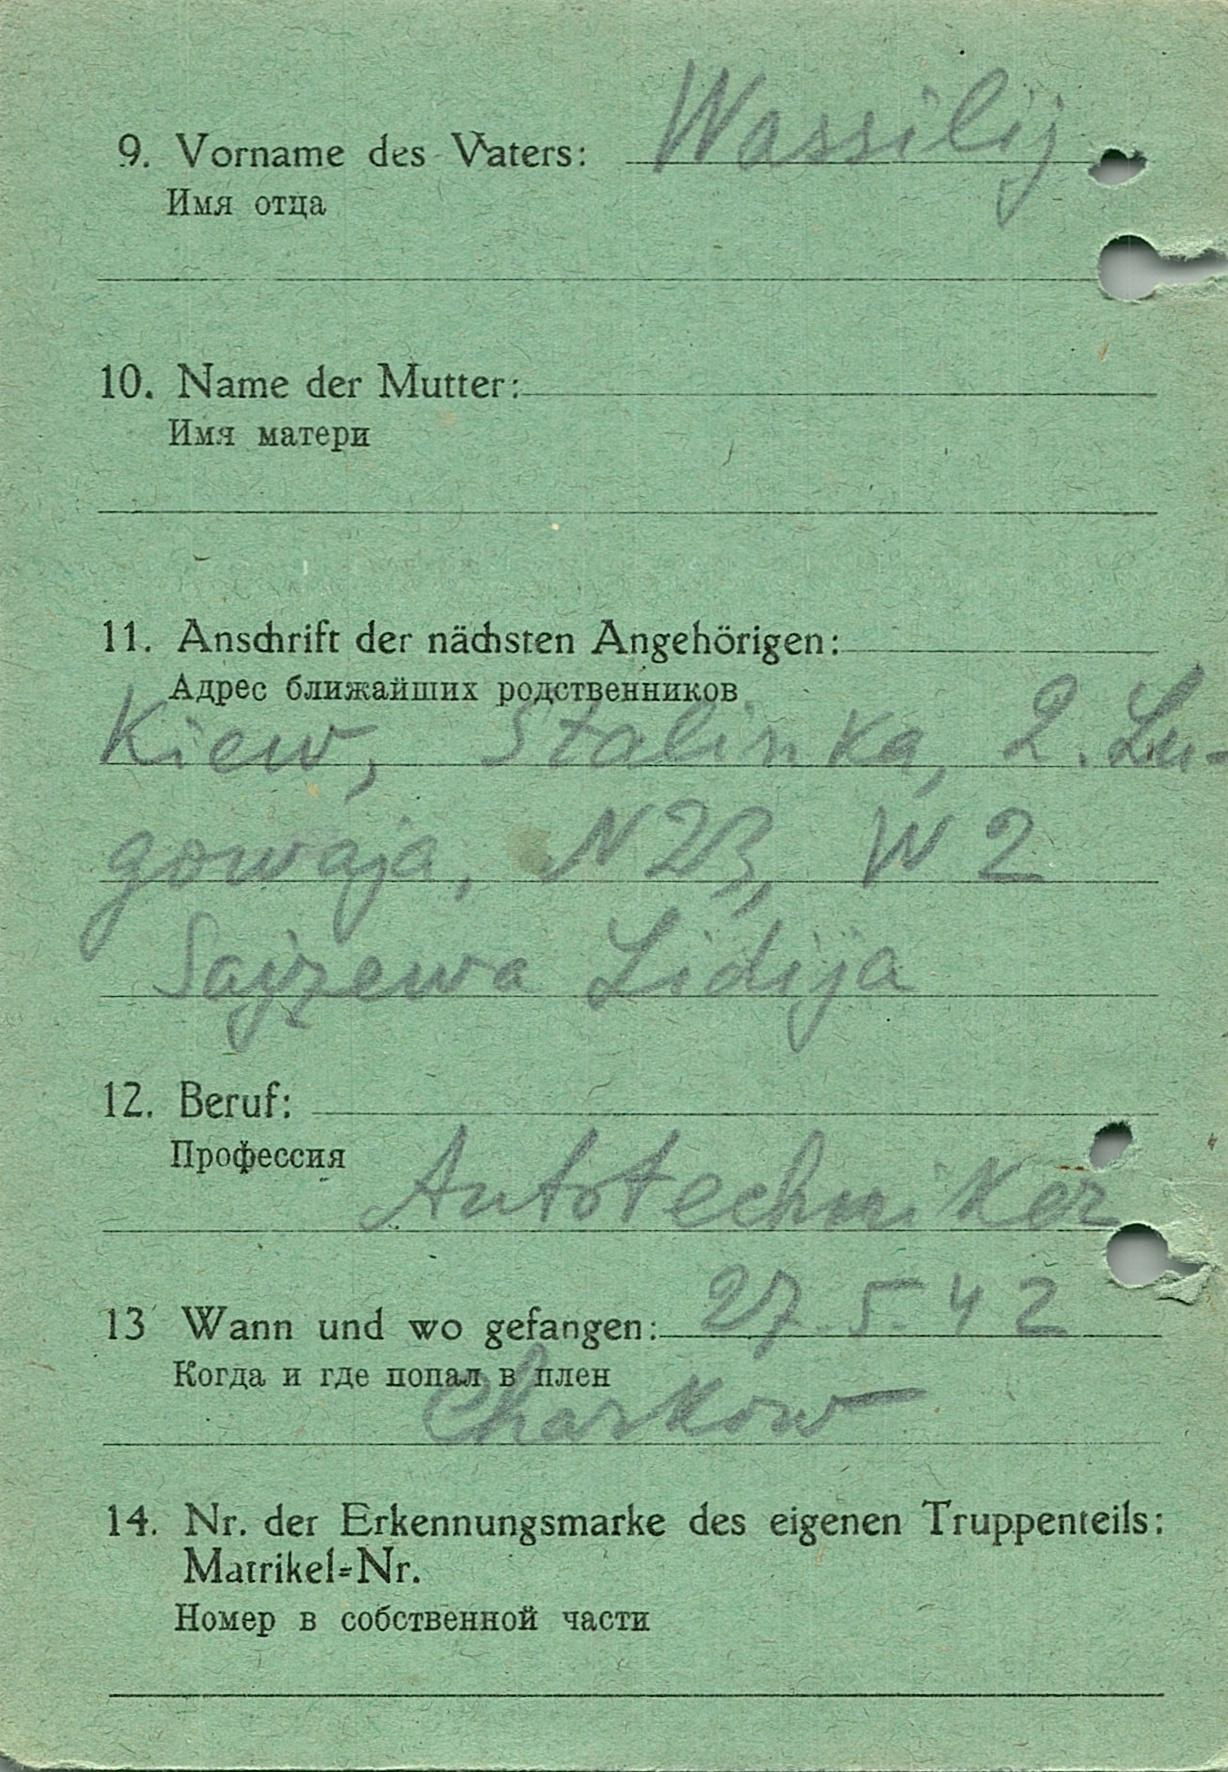 9. Vorname des Vaters: Wassilij
Имя отца
10. Name der Mutter:
Имя матери
11. Anschrift der nächsten Angehörigen:
Адрес ближайших родственников
Kiew, Stalinka, 2. Lu-
gowaja, N 23, W 2
Sajzewa Lidija
12. Beruf:
Профессия
Autotechniker
13 Wann und wo gefangen: 27.5.42
Когда и где попал в плен
Charkow
14. Nr. der Erkennungsmarke des eigenen Truppenteils:
Matrikel=Nr.
Номер в собственной части